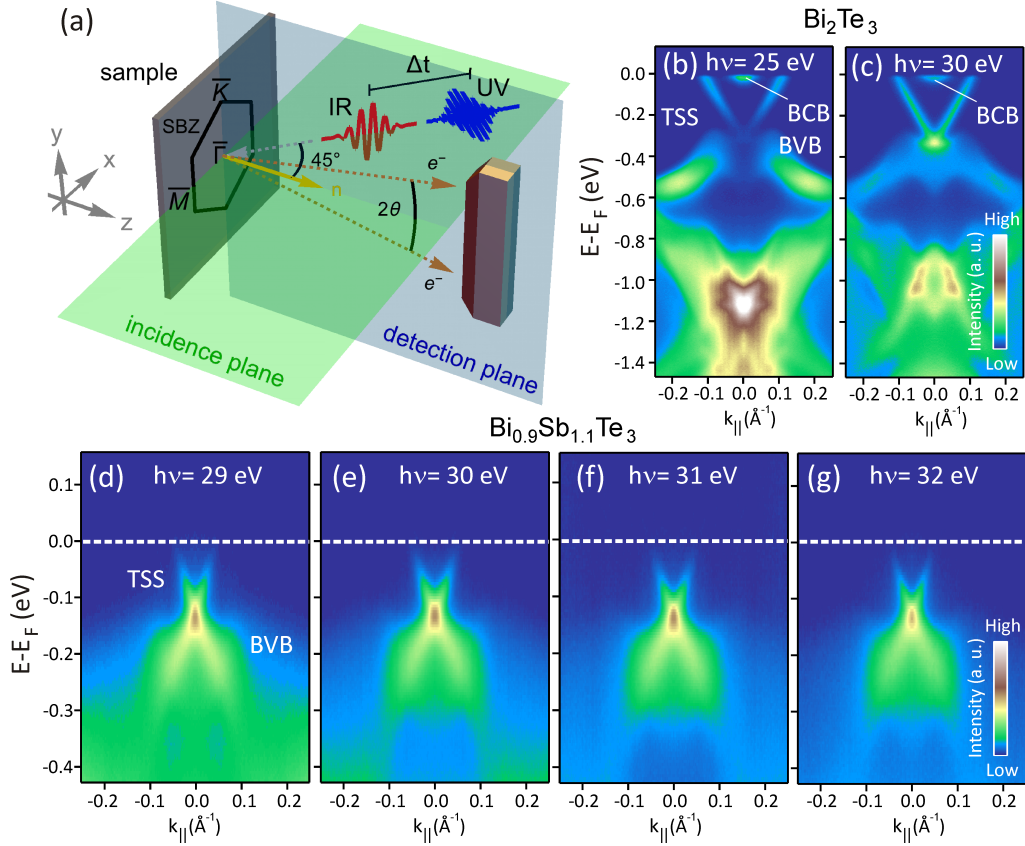 (a)
sample
K
SBZ
Γ
M
y
x
z
Δt
IR
UV
45°
e⁻
n
2θ
e⁻
incidence plane
detection plane
Bi₂Te₃
(b) hν= 25 eV
TSS
BCB
BVB
(c) hν= 30 eV
BCB
High
Intensity (a. u.)
Low
E-E_F (eV)
0.0
-0.2
-0.4
-0.6
-0.8
-1.0
-1.2
-1.4
-0.2 -0.1 0.0 0.1 0.2
k||(Å⁻¹)
-0.2 -0.1 0.0 0.1 0.2
k||(Å⁻¹)
Bi₀.₉Sb₁.₁Te₃
(d) hν= 29 eV
TSS
BVB
(e) hν= 30 eV
(f) hν= 31 eV
(g) hν= 32 eV
High
Intensity (a. u.)
Low
E-E_F (eV)
0.1
0.0
-0.1
-0.2
-0.3
-0.4
-0.2 -0.1 0.0 0.1 0.2
k||(Å⁻¹)
-0.2 -0.1 0.0 0.1 0.2
k||(Å⁻¹)
-0.2 -0.1 0.0 0.1 0.2
k||(Å⁻¹)
-0.2 -0.1 0.0 0.1 0.2
k||(Å⁻¹)